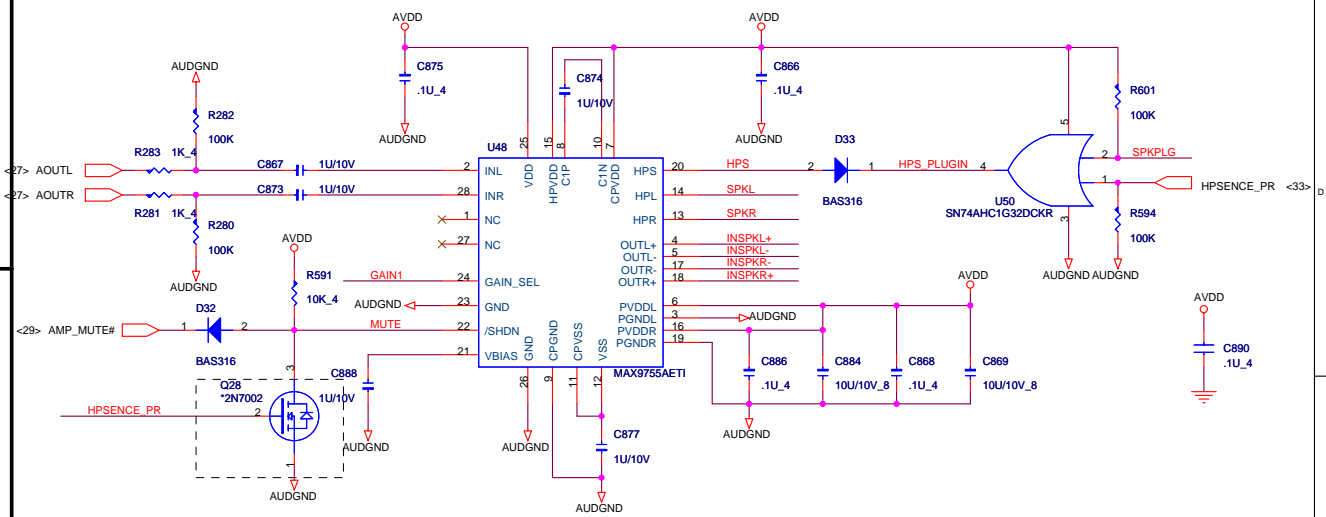 AVDD
AVDD
C875
.1U_4
AUDGND
C874
1U/10V
C866
.1U_4
AUDGND
R601
100K
AUDGND
R282
100K
U48
25
15
8
10
7
5
D33
R283
1K_4
<27> AOUTL
C867
1U/10V
2
INL
VDD
HPVDD
C1P
C1N
CPVDD
HPS
20
HPS
2
1
HPS_PLUGIN
4
2
SPKPLG
BAS316
<27> AOUTR
C873
1U/10V
28
INR
HPL
14
SPKL
1
HPSENCE_PR <33>
D
R281
1K_4
1
NC
HPR
13
SPKR
U50
SN74AHC1G32DCKR
3
R594
100K
R280
100K
27
NC
OUTL+
4
INSPKL+
OUTL-
5
INSPKL-
OUTR-
17
INSPKR-
OUTR+
18
INSPKR+
AUDGND
AUDGND
AUDGND
AVDD
R591
10K_4
GAIN1
24
GAIN_SEL
AUDGND
23
GND
PVDDL
6
AVDD
PGNDL
3
AUDGND
PVDDR
16
PGNDR
19
AVDD
D32
<29> AMP_MUTE#
1
2
MUTE
22
/SHDN
BAS316
21
VBIAS
GND
CPGND
CPVSS
VSS
MAX9755AETI
C886
.1U_4
C884
10U/10V_8
C868
.1U_4
C869
10U/10V_8
C890
.1U_4
26
9
11
12
Q28
*2N7002
3
C888
1U/10V
HPSENCE_PR
2
1
AUDGND
AUDGND
AUDGND
C877
1U/10V
AUDGND
AUDGND